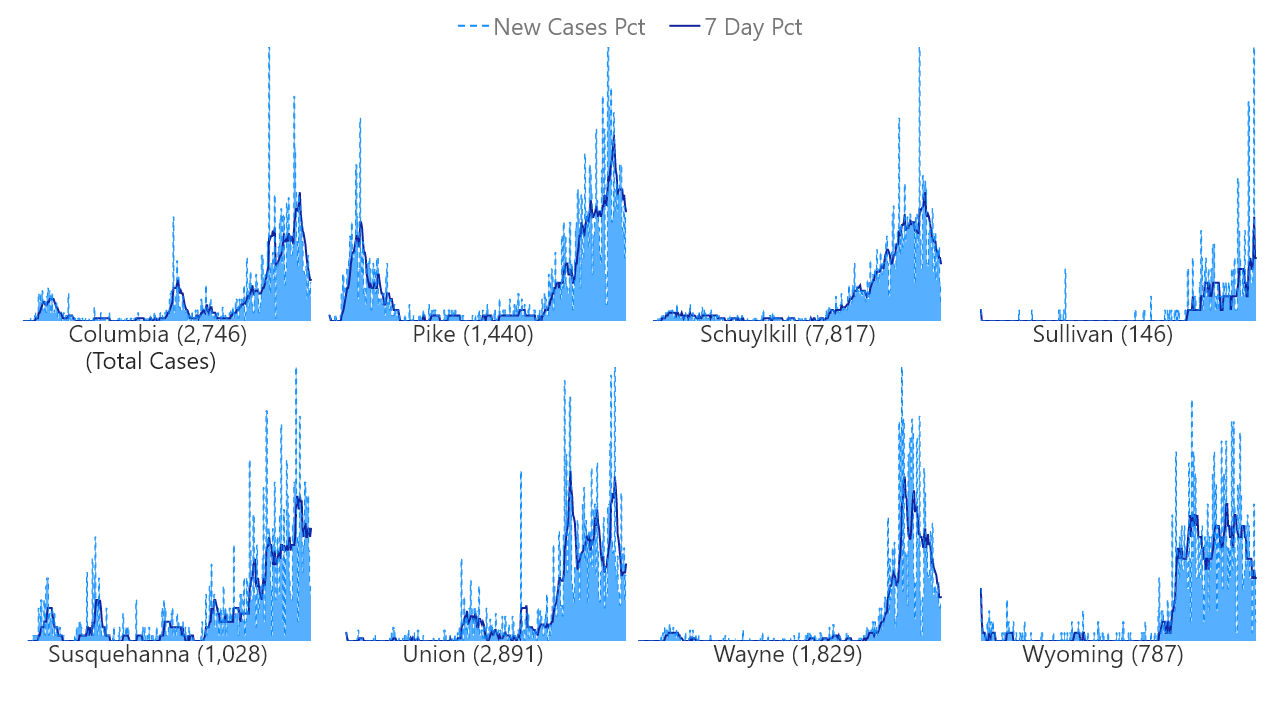 New Cases Pct 7 Day Pct
Columbia (2,746) Pike (1,440) Schuylkill (7,817) Sullivan (146)
(Total Cases)
Susquehanna (1,028) Union (2,891) Wayne (1,829) Wyoming (787)